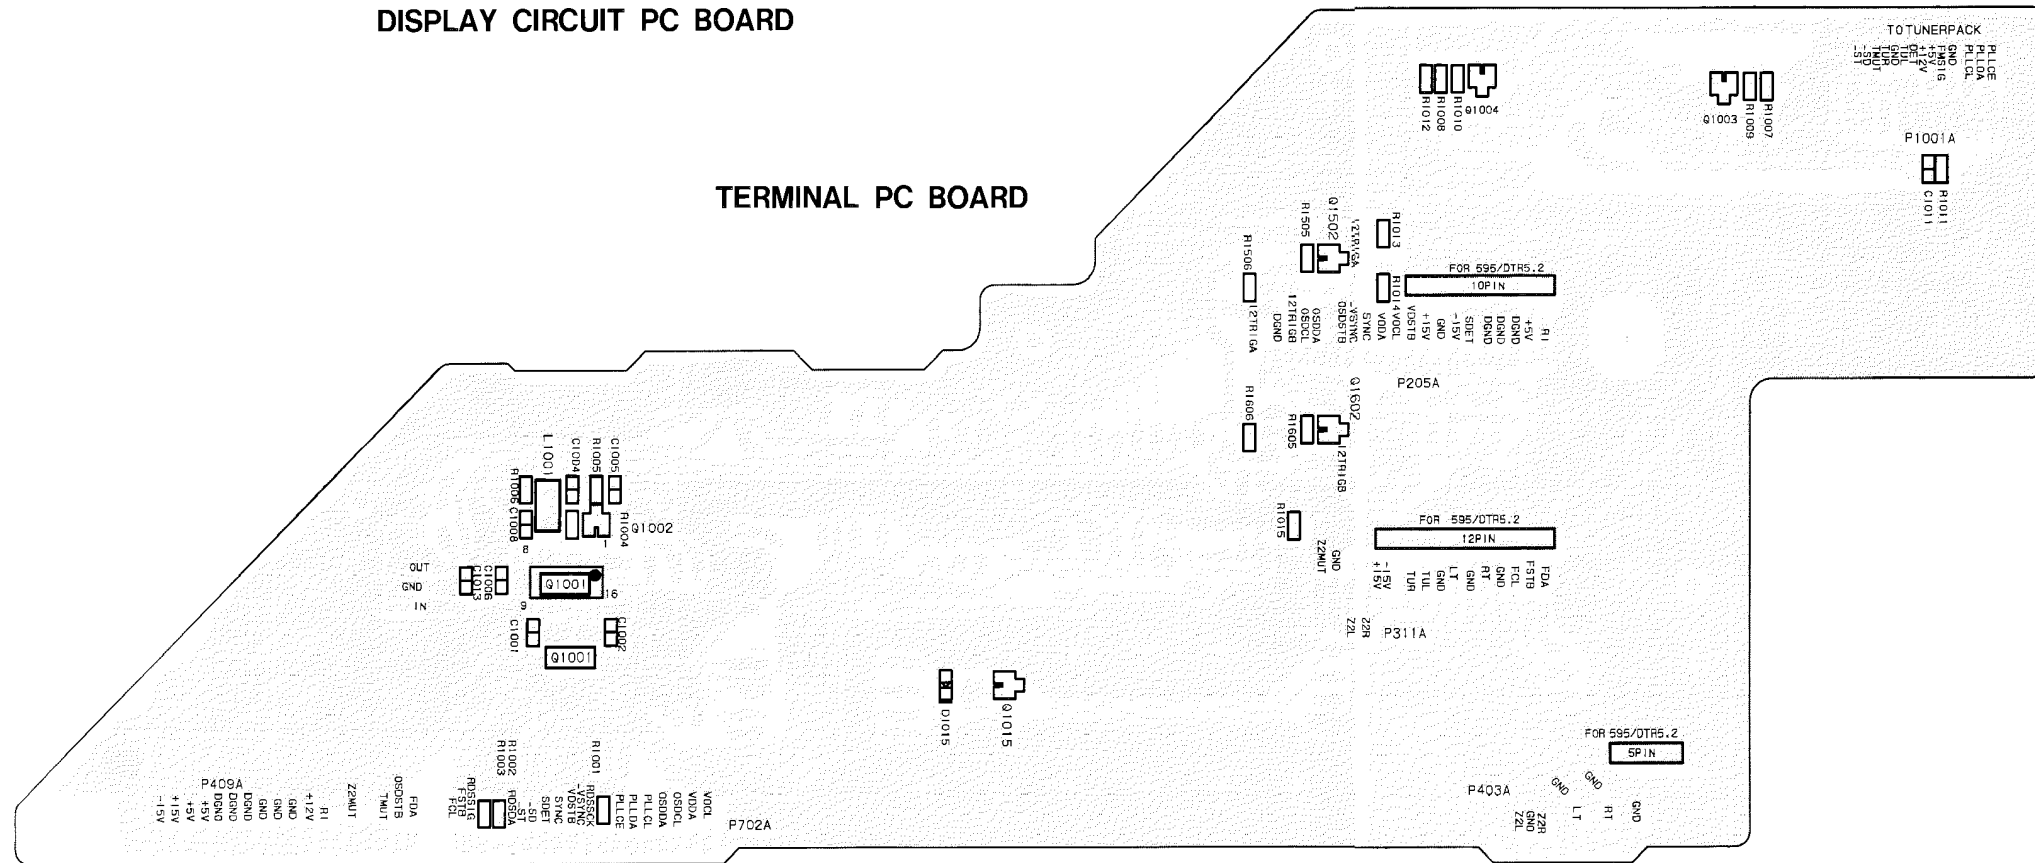 DISPLAY CIRCUIT PC BOARD
TERMINAL PC BOARD
TO TUNERPACK
-ST
-SD
TMUT
TUR
GND
TUL
DET
+12V
+5V
FMSIG
GND
PLLCL
PLLDA
PLLCE
R1012
R1008
R1010
Q1004
Q1003
R1009
R1007
P1001A
C1011
R1011
R1506
R1505
Q1502
12TRIGA
R1013
FOR 595/DTR5.2
10PIN
R1014
12TRIGA
DGND
12TRIGB
OSDCL
OSDDA
OSDSTB
-VSYNC
SYNC
VDDA
VOCL
VDSTB
+15V
GND
-15V
SDET
DGND
DGND
DGND
+5V
RI
P205A
R1606
R1605
Q1602
12TRIGB
R1015
Z2MUT
GND
FOR 595/DTR5.2
12PIN
+15V
-15V
TUR
TUL
GND
LT
GND
RT
GND
FCL
FSTB
FDA
Z2L
Z2R
P311A
L1001
C1004
R1005
C1005
R1006
C1008
R1004
Q1002
8
1
OUT
GND
IN
C1013
C1006
Q1001
9
16
C1001
C1002
Q1001
D1015
Q1015
FOR 595/DTR5.2
5PIN
P403A
GND
GND
LT
RT
GND
Z2L
GND
Z2R
P409A
-15V
+15V
+5V
+5V
DGND
DGND
DGND
GND
GND
GND
+12V
RI
Z2MUT
TMUT
OSDSTB
FDA
FCL
FSTB
RDSSIG
R1003
R1002
RDSDA
-ST
-SD
SDET
SYNC
VDSTB
-VSYNC
RDSSCK
R1001
PLLCE
PLLDA
PLLCL
OSDDA
OSDCL
VDDA
VOCL
P702A